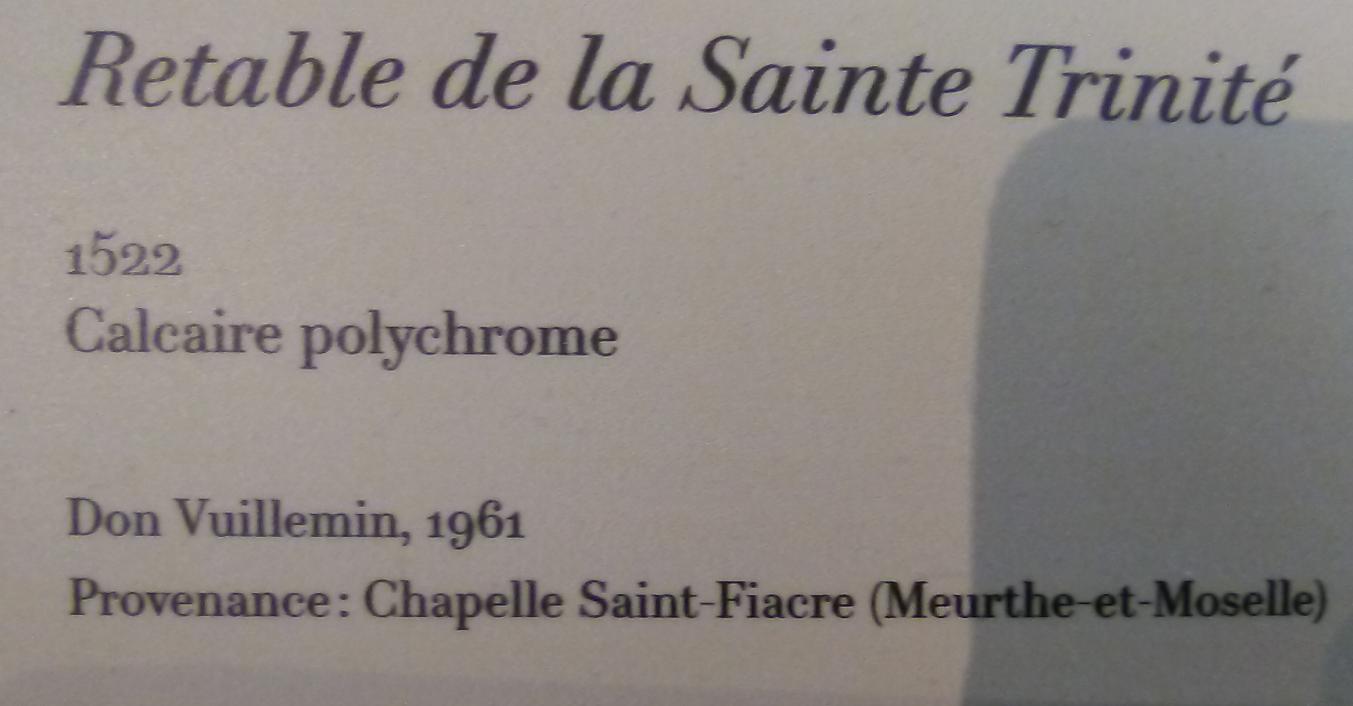 Retable de la Sainte Trinité
1522
Calcaire polychrome
Don Vuillemin, 1961
Provenance : Chapelle Saint-Fiacre (Meurthe-et-Moselle)